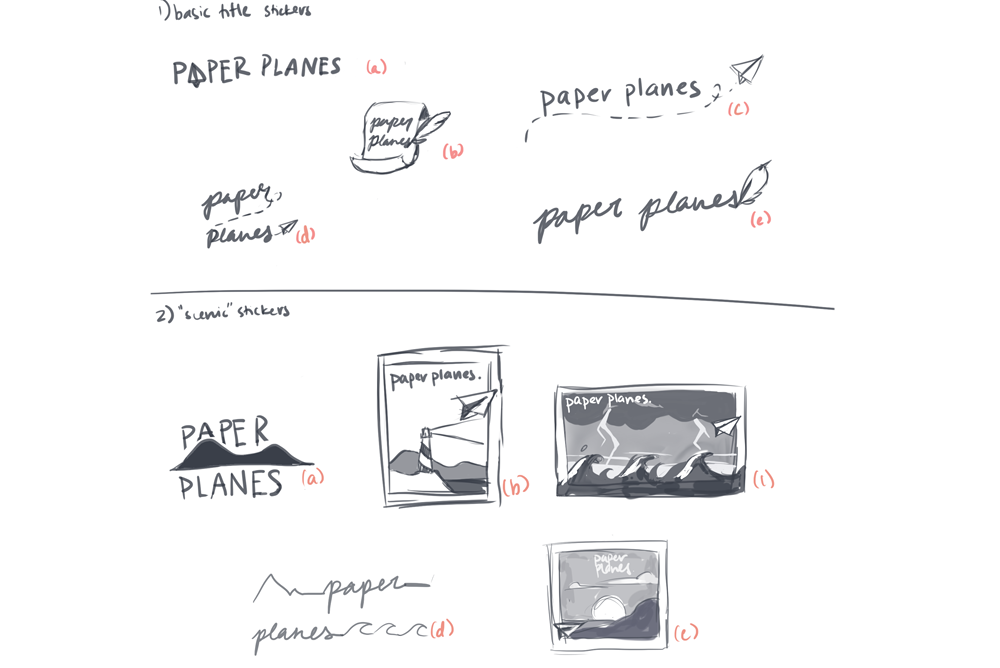 1) basic title stickers
PAPER PLANES (a)
paper
planes
(b)
paper planes
(c)
paper
planes (d)
paper planes
(e)
2) "scenic" stickers
PAPER
PLANES (a)
paper planes.
(b)
paper planes.
(1)
paper
planes (d)
paper
planes
(e)